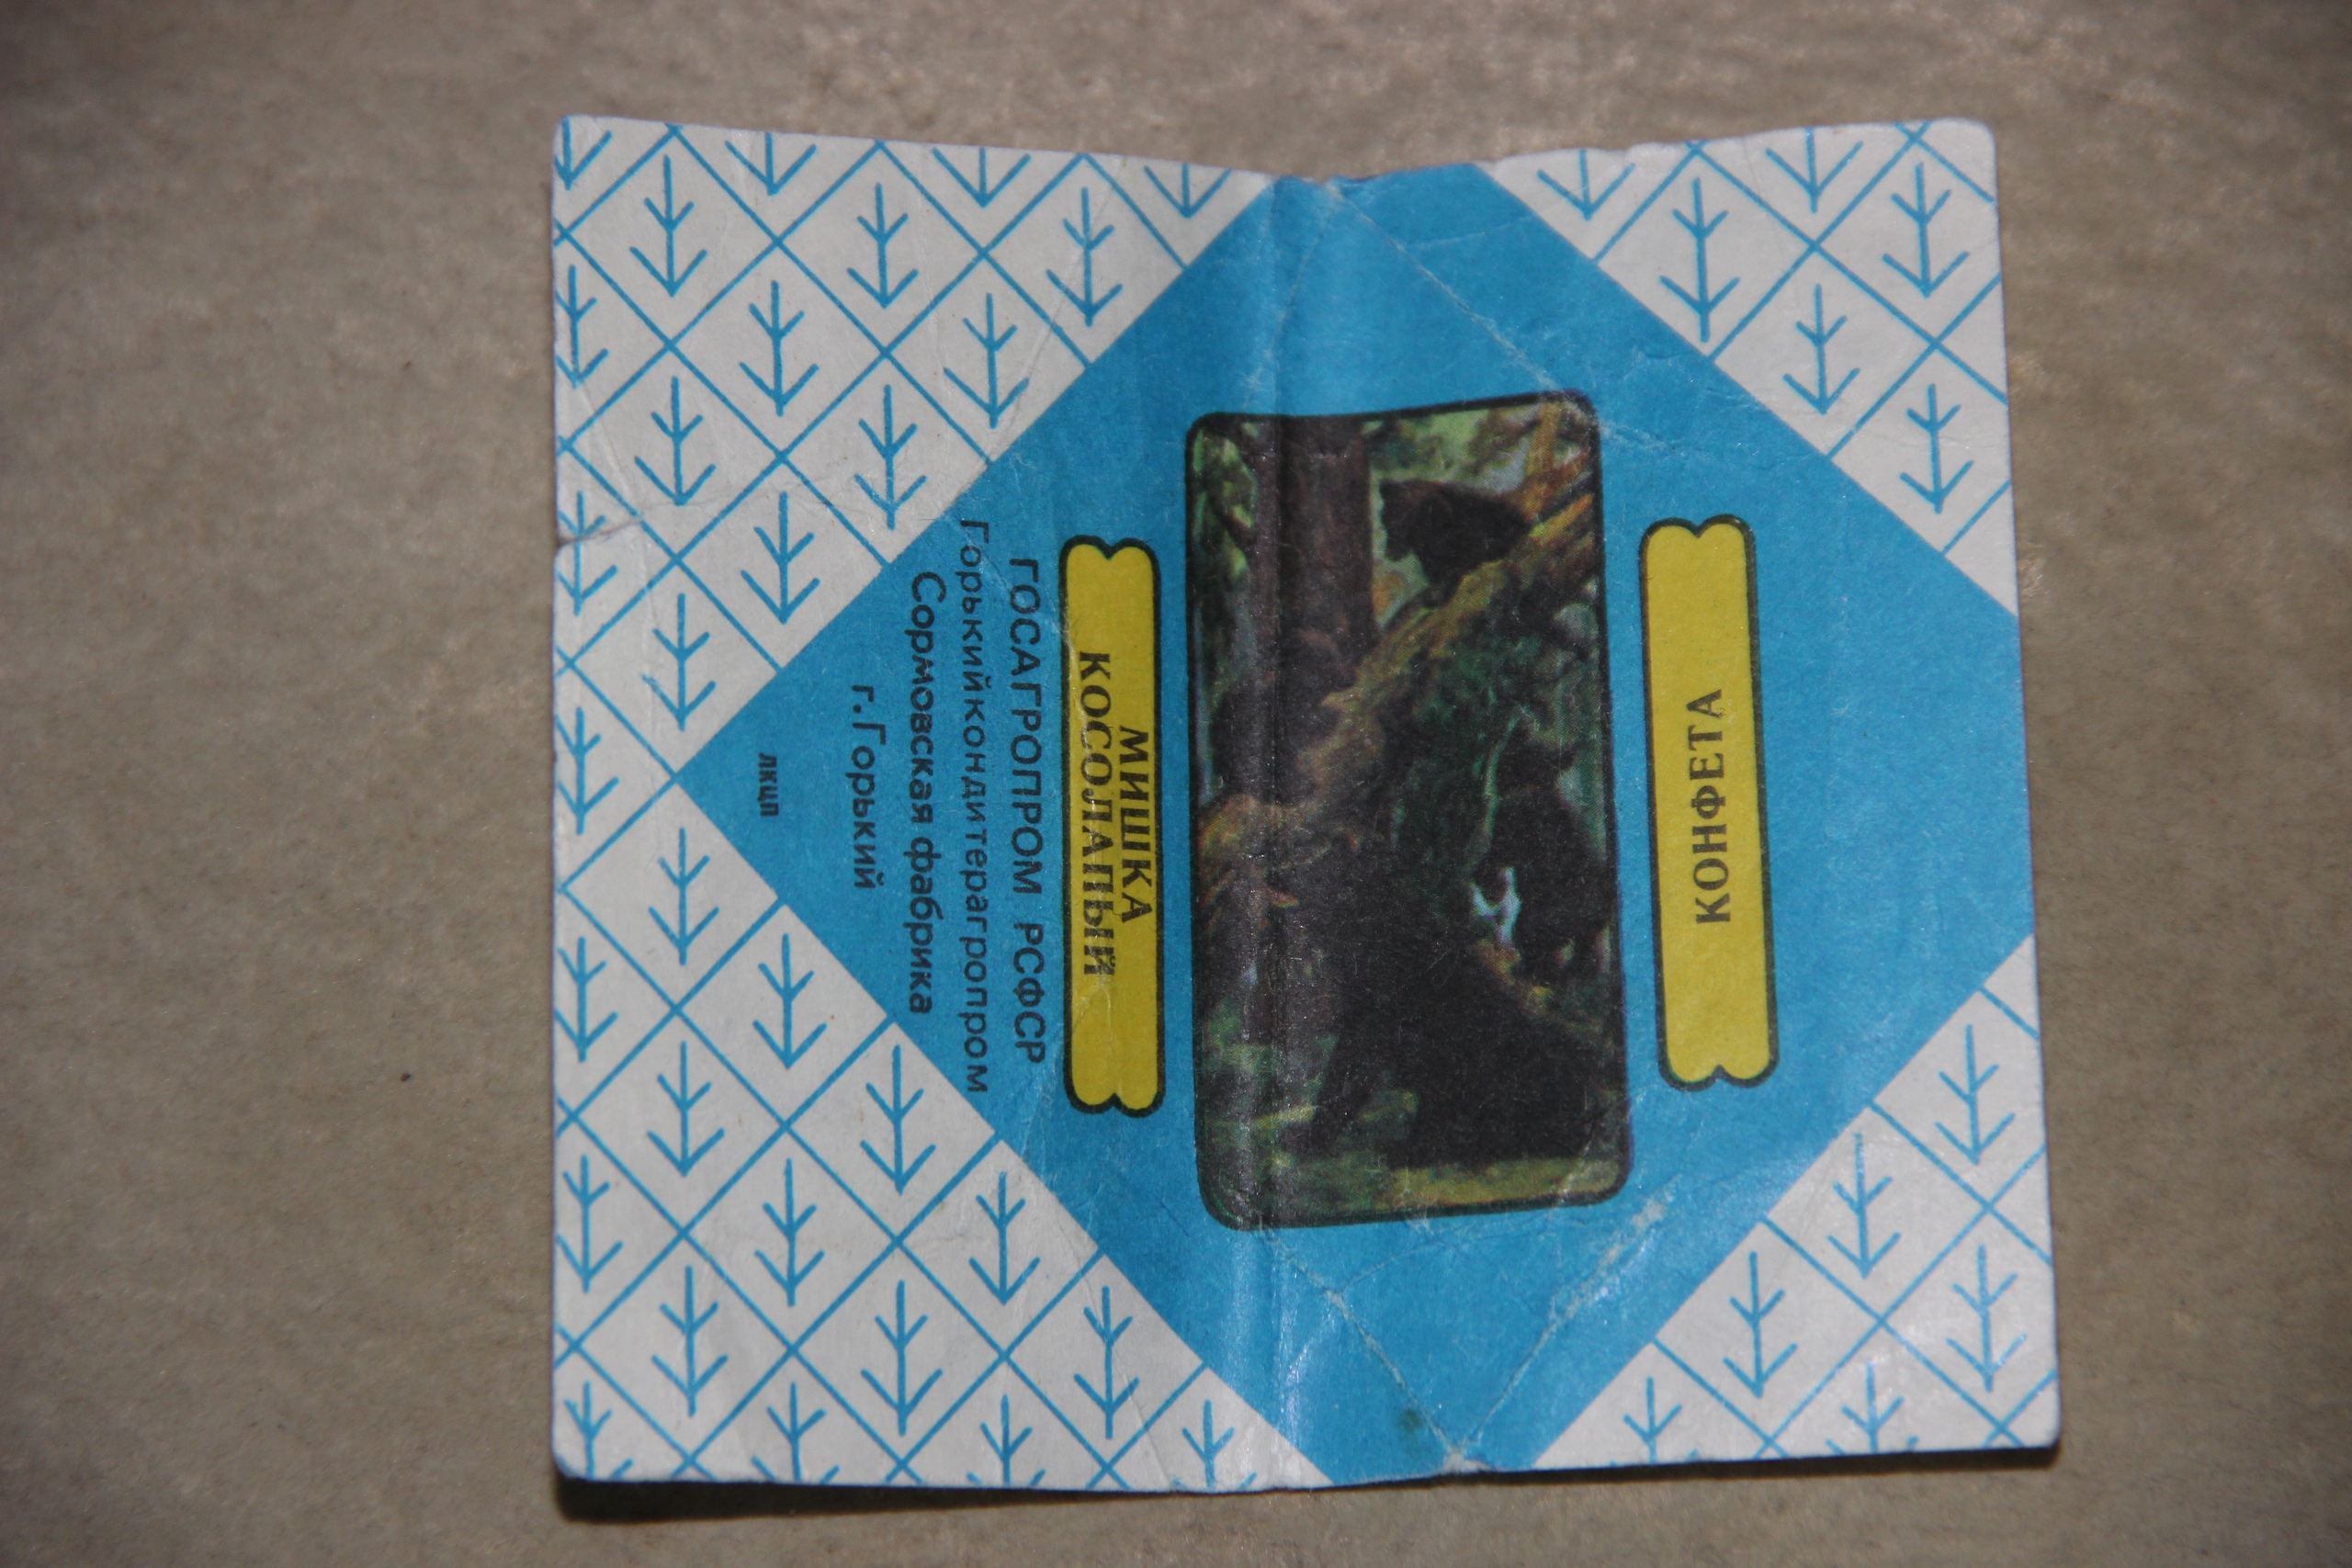 КОНФЕТА
МИШКА
КОСОЛАПЫЙ
ГОСАГРОПРОМ РСФСР
Горькийкондитерагропром
Сормовская фабрика
г.Горький
ЛКЦП